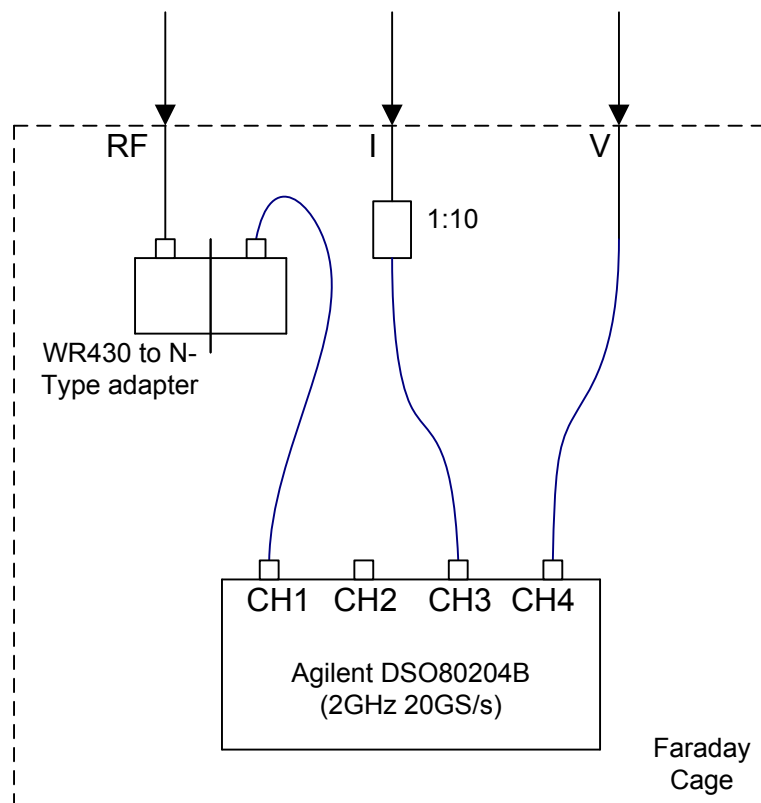 RF
I
V
1:10
WR430 to N-
Type adapter
CH1
CH2
CH3
CH4
Agilent DSO80204B
(2GHz 20GS/s)
Faraday
Cage